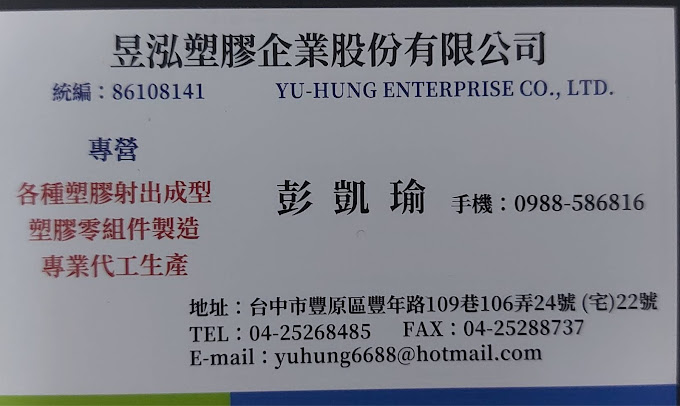 昱泓塑膠企業股份有限公司
統編：86108141 YU-HUNG ENTERPRISE CO., LTD.
專營
各種塑膠射出成型
塑膠零組件製造
專業代工生產
彭凱瑜 手機：0988-586816
地址：台中市豐原區豐年路109巷106弄24號 (宅)22號
TEL：04-25268485 FAX：04-25288737
E-mail：yuhung6688@hotmail.com